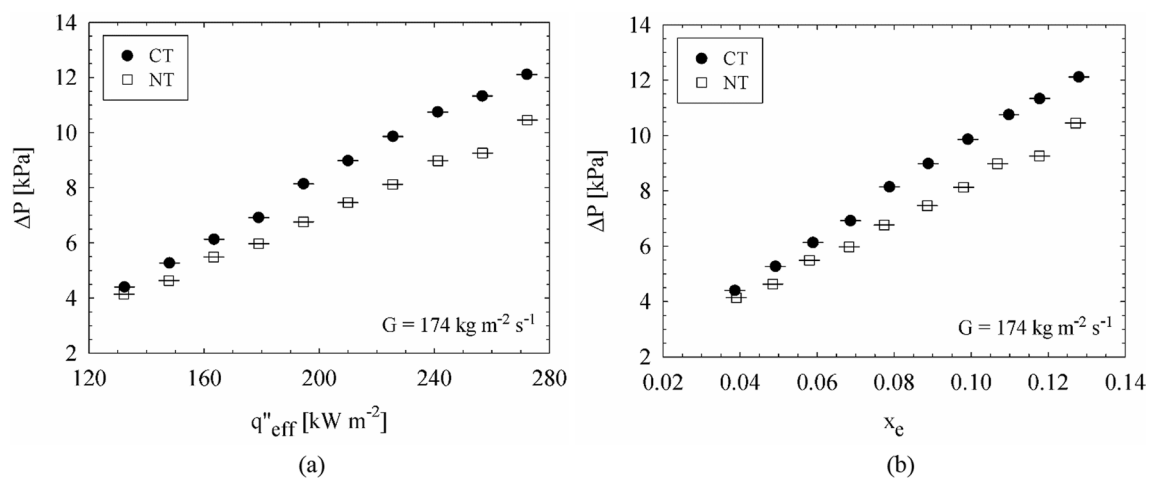 14
12
10
8
6
4
2
ΔP [kPa]
CT
NT
G = 174 kg m⁻² s⁻¹
120 160 200 240 280
q"eff [kW m⁻²]
(a)
14
12
10
8
6
4
2
ΔP [kPa]
CT
NT
G = 174 kg m⁻² s⁻¹
0.02 0.04 0.06 0.08 0.10 0.12 0.14
xe
(b)